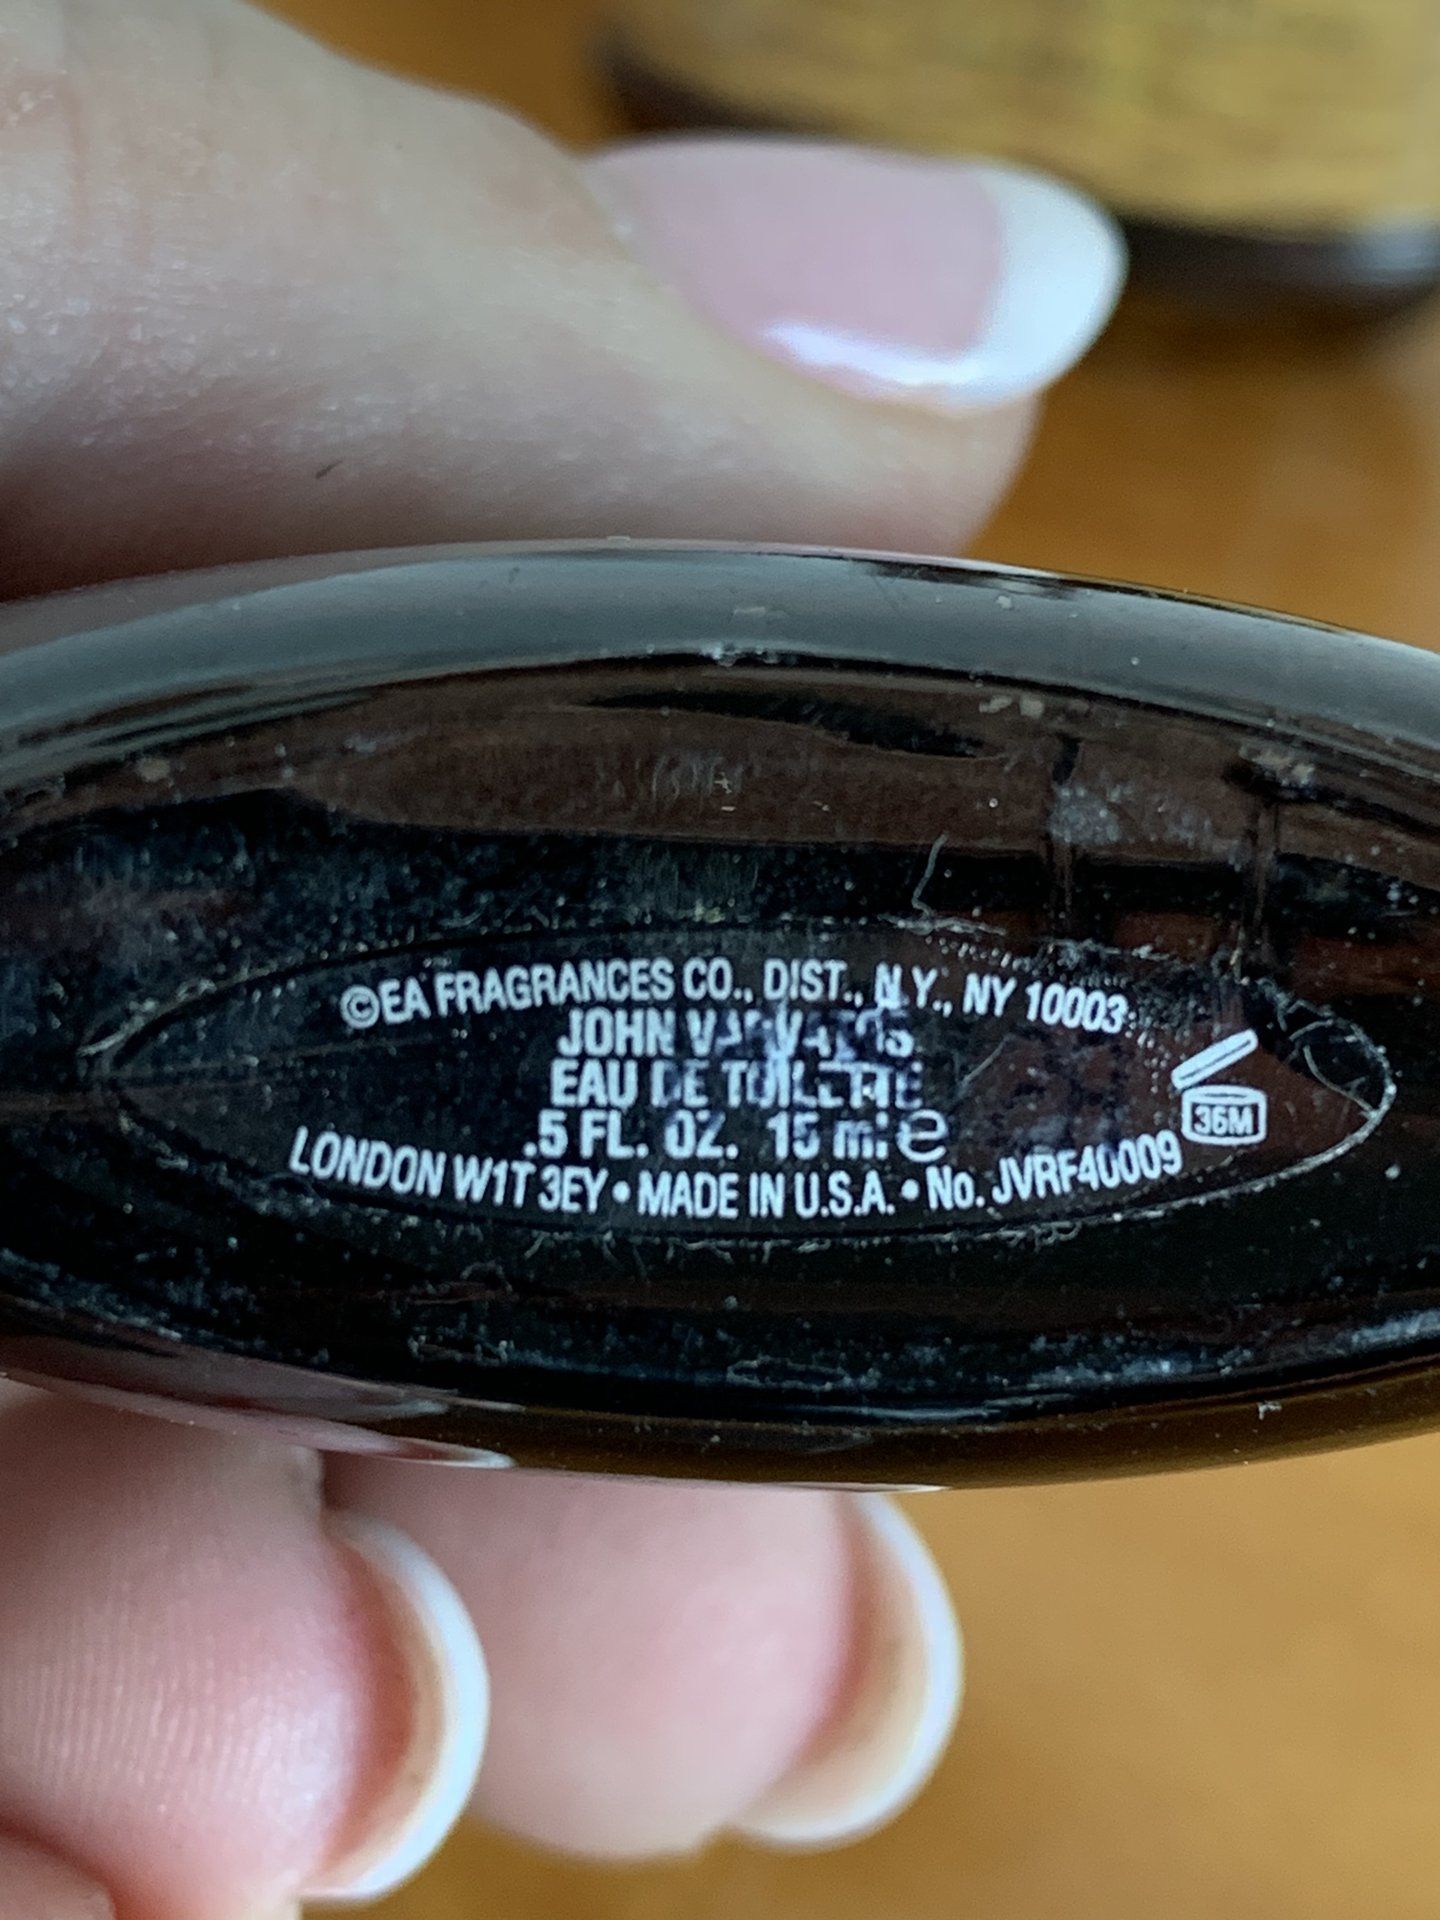 ©EA FRAGRANCES CO., DIST., N.Y., NY 10003
JOHN VARVATOS
EAU DE TOILETTE
.5 FL. OZ. 15 ml e
LONDON W1T 3EY • MADE IN U.S.A. • No. JVRF40009
36M